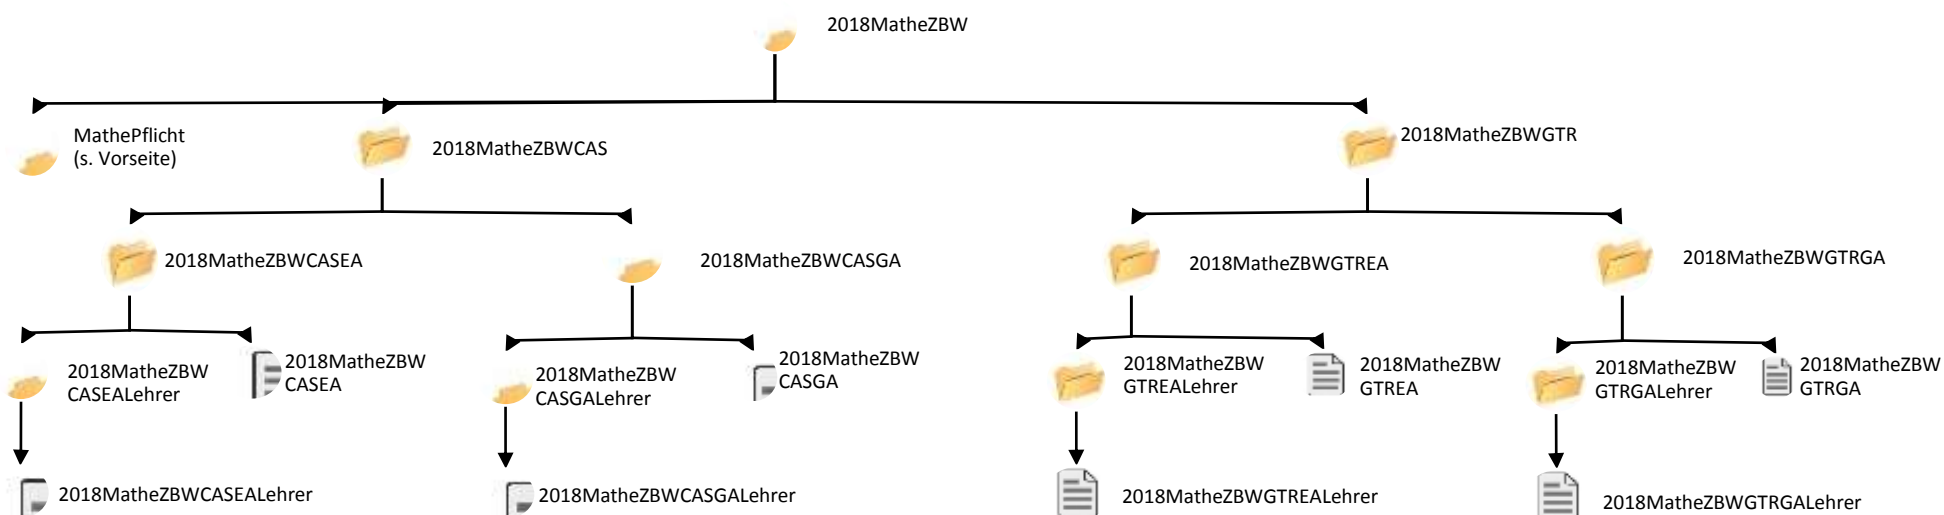 2018MatheZBW
MathePflicht
(s. Vorseite)
2018MatheZBWCAS
2018MatheZBWGTR
2018MatheZBWCASEA
2018MatheZBWCASGA
2018MatheZBWGTREA
2018MatheZBWGTRGA
2018MatheZBW
CASEALehrer
2018MatheZBW
CASEA
2018MatheZBW
CASGALehrer
2018MatheZBW
CASGA
2018MatheZBW
GTREALehrer
2018MatheZBW
GTREA
2018MatheZBW
GTRGALehrer
2018MatheZBW
GTRGA
2018MatheZBWCASEALehrer
2018MatheZBWCASGALehrer
2018MatheZBWGTREALehrer
2018MatheZBWGTRGALehrer